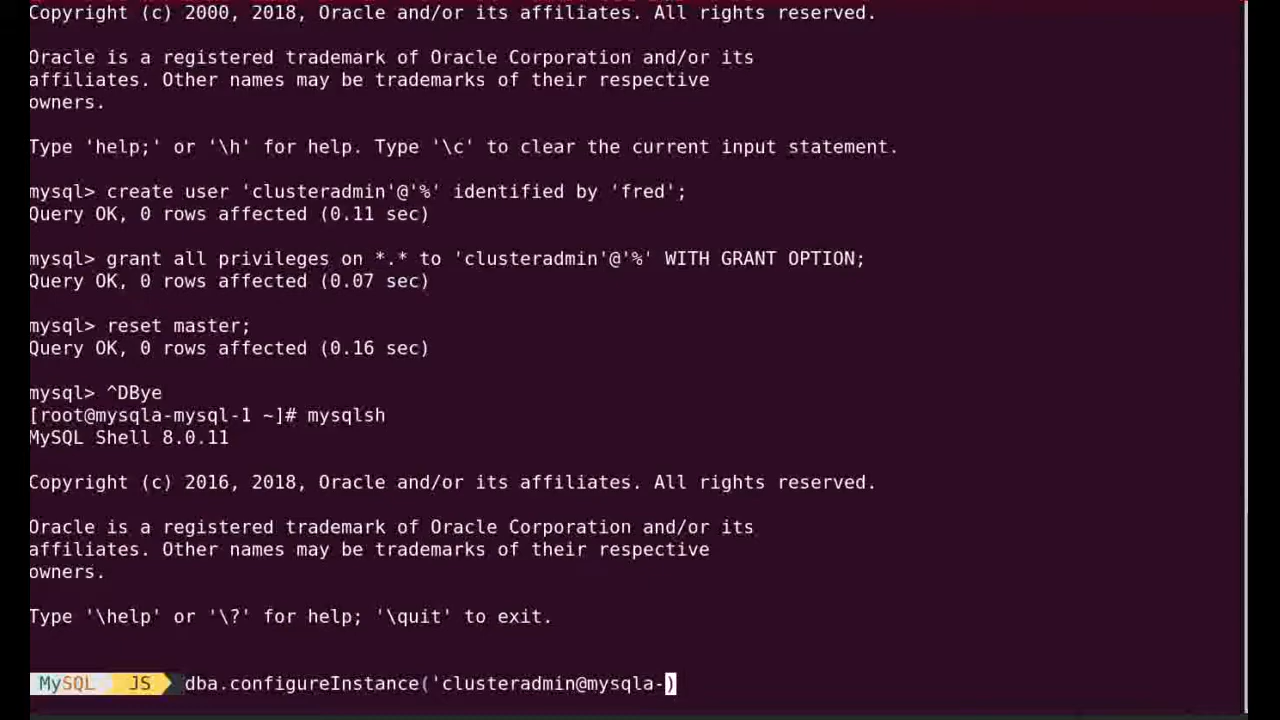 Copyright (c) 2000, 2018, Oracle and/or its affiliates. All rights reserved.
Oracle is a registered trademark of Oracle Corporation and/or its
affiliates. Other names may be trademarks of their respective
owners.
Type 'help;' or '\h' for help. Type '\c' to clear the current input statement.
mysql> create user 'clusteradmin'@'%' identified by 'fred';
Query OK, 0 rows affected (0.11 sec)
mysql> grant all privileges on *.* to 'clusteradmin'@'%' WITH GRANT OPTION;
Query OK, 0 rows affected (0.07 sec)
mysql> reset master;
Query OK, 0 rows affected (0.16 sec)
mysql> ^DBye
[root@mysqla-mysql-1 ~]# mysqlsh
MySQL Shell 8.0.11
Copyright (c) 2016, 2018, Oracle and/or its affiliates. All rights reserved.
Oracle is a registered trademark of Oracle Corporation and/or its
affiliates. Other names may be trademarks of their respective
owners.
Type '\help' or '\?' for help; '\quit' to exit.
MySQL JS dba.configureInstance('clusteradmin@mysqla-)